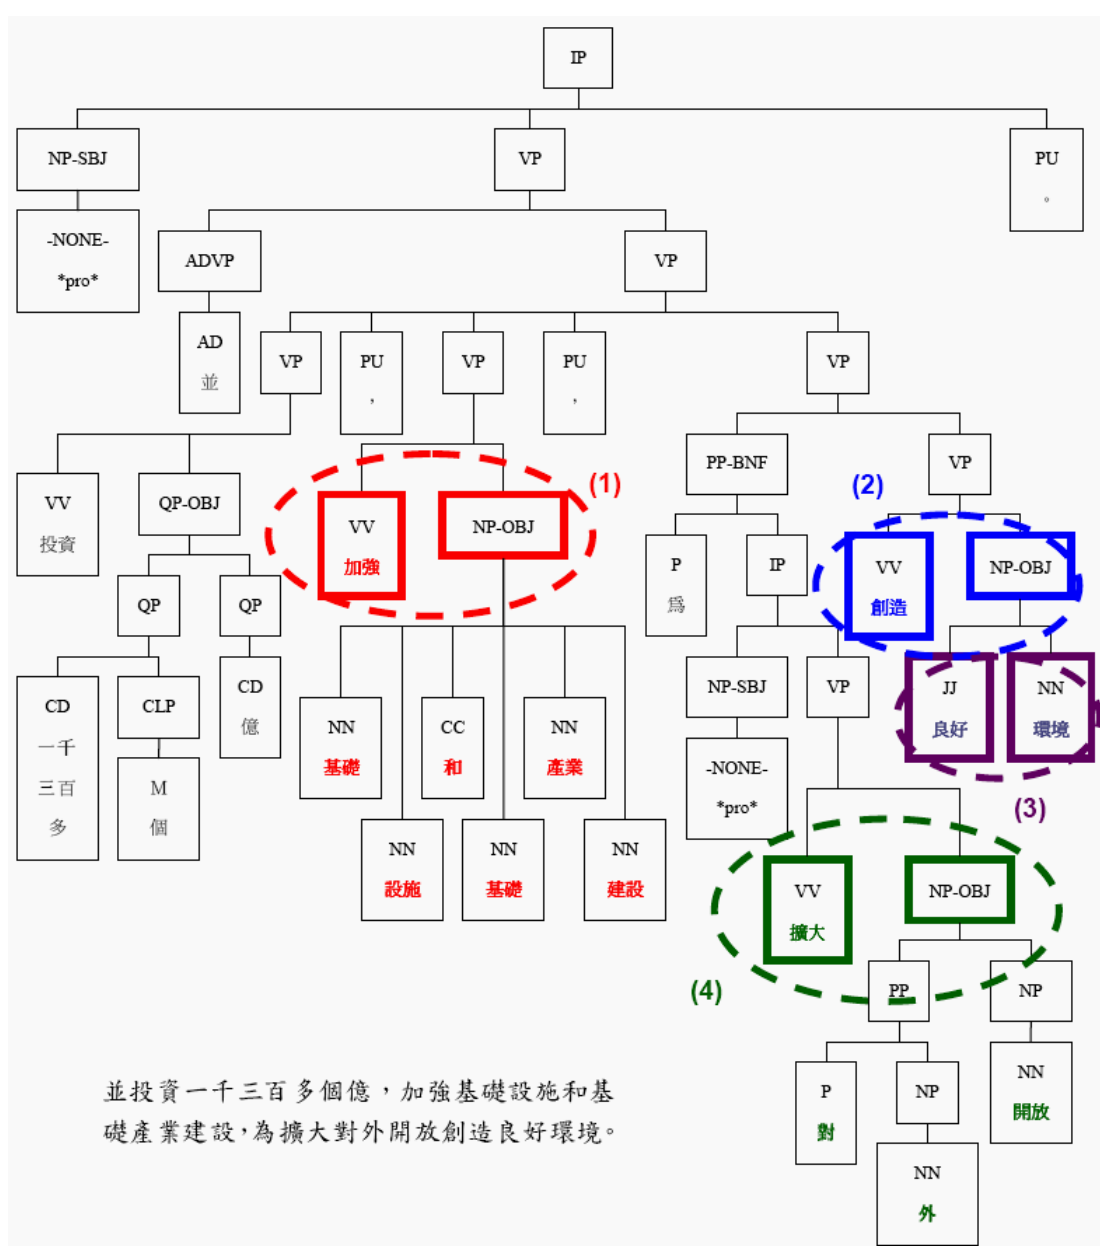 IP
NP-SBJ
VP
PU
。
-NONE-
*pro*
ADVP
VP
AD
並
VP
PU
，
VP
PU
，
VP
VV
投資
QP-OBJ
(1)
VV
加強
NP-OBJ
PP-BNF
VP
(2)
P
爲
IP
VV
創造
NP-OBJ
QP
QP
CD
一千
三百
多
CLP
CD
億
M
個
NN
基礎
CC
和
NN
產業
NN
設施
NN
基礎
NN
建設
NP-SBJ
VP
JJ
良好
NN
環境
(3)
-NONE-
*pro*
VV
擴大
NP-OBJ
(4)
PP
NP
P
對
NP
NN
開放
NN
外
並投資一千三百多個億，加強基礎設施和基
礎產業建設，為擴大對外開放創造良好環境。